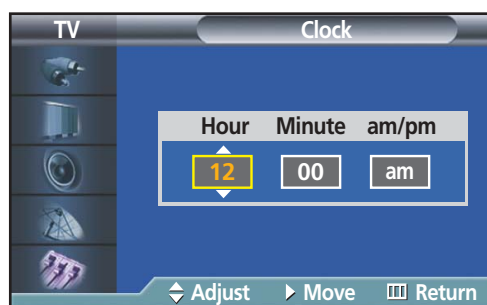 TV Clock
Hour Minute am/pm
12 00 am
Adjust Move Return